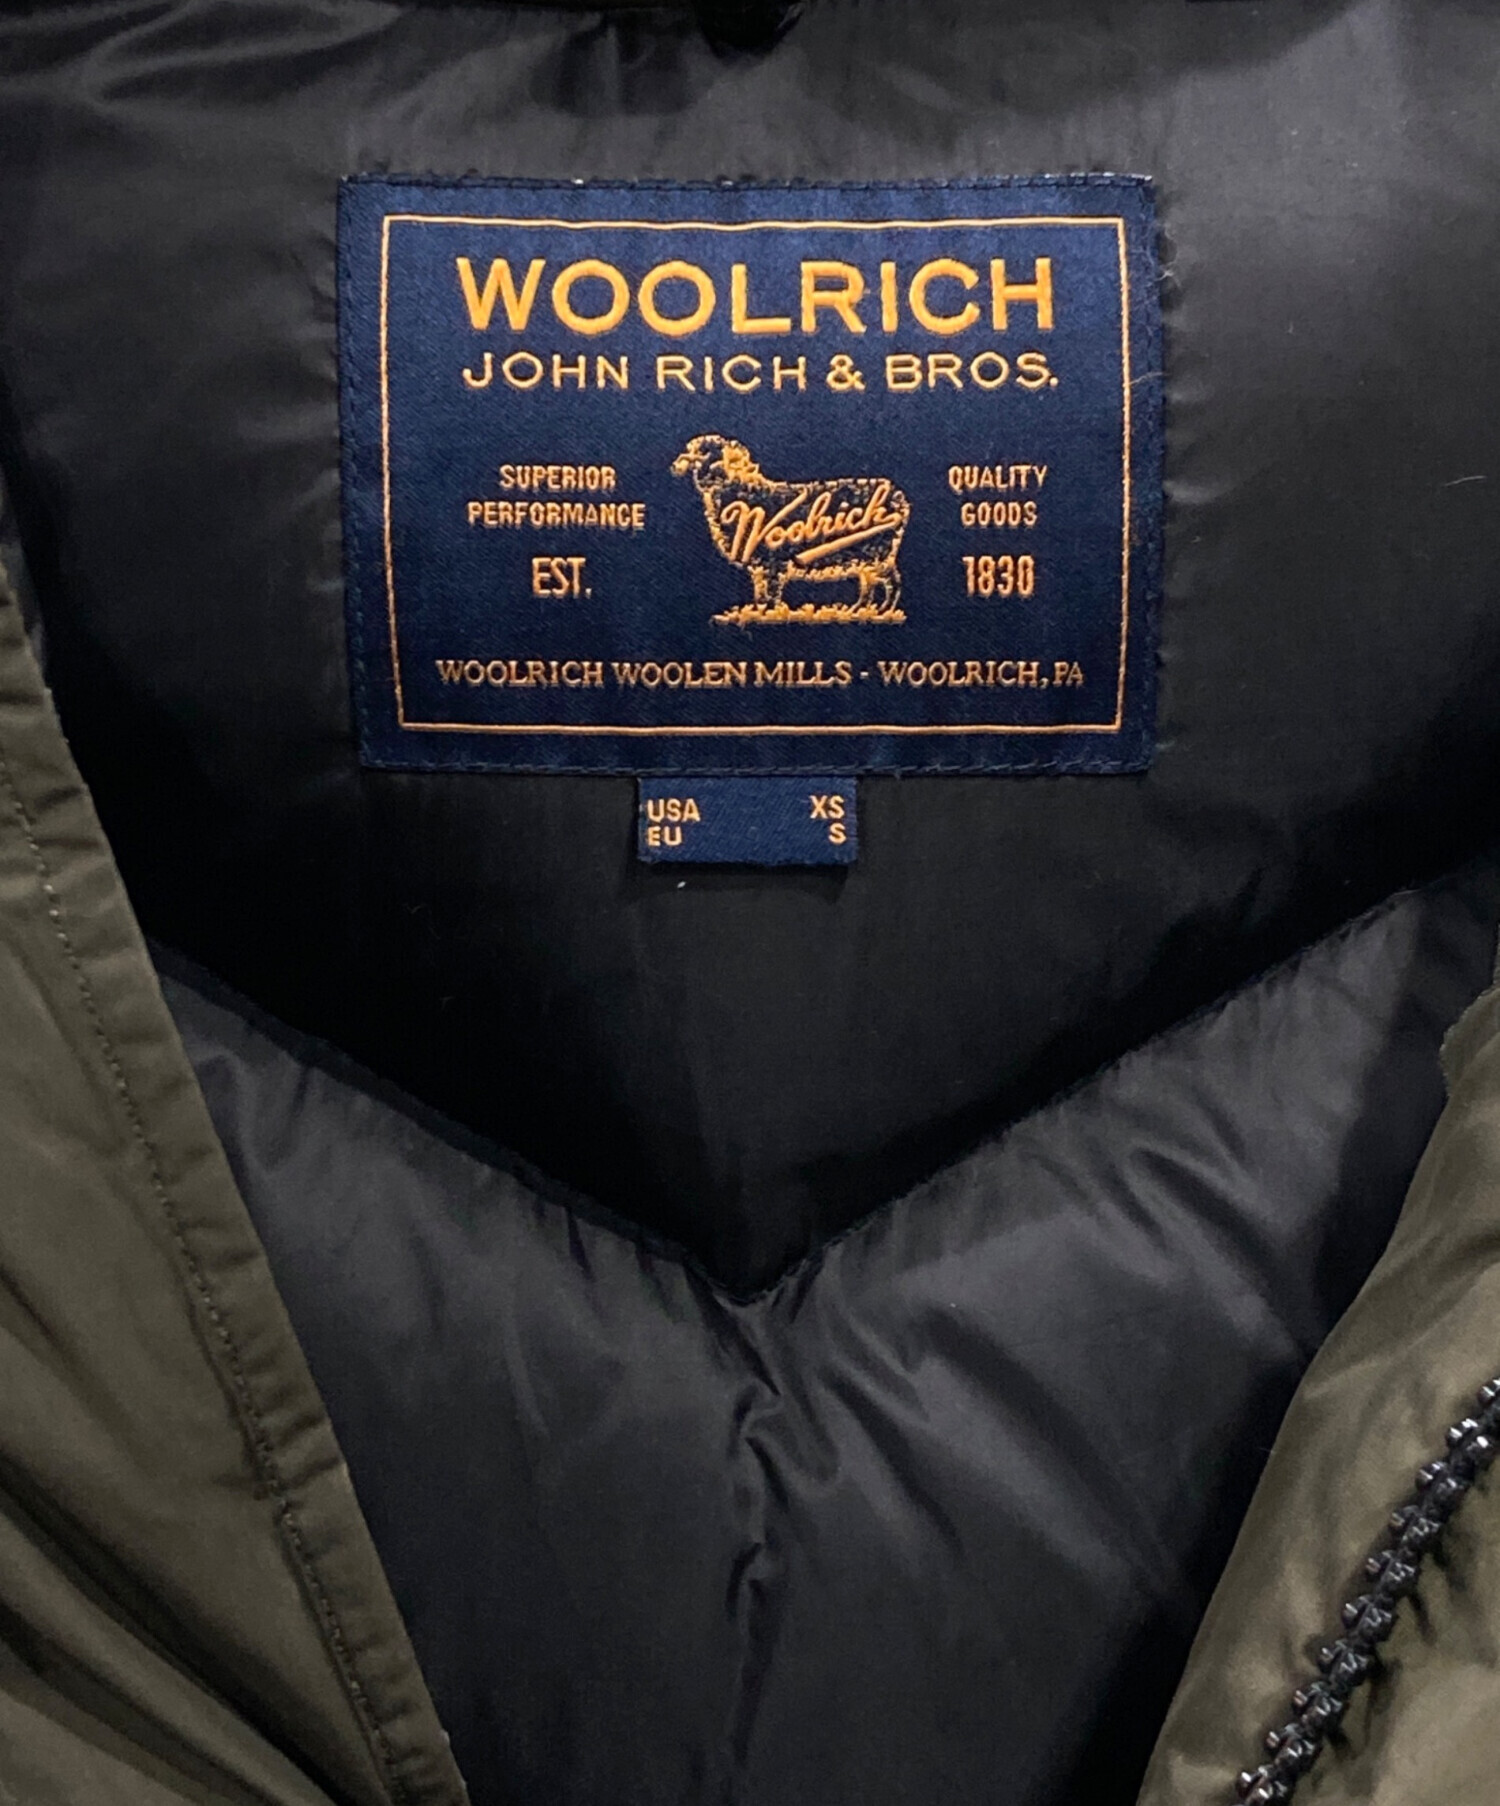 WOOLRICH
JOHN RICH & BROS.
SUPERIOR
PERFORMANCE
EST.
Woolrich
QUALITY
GOODS
1830
WOOLRICH WOOLEN MILLS - WOOLRICH, PA
USA XS
EU S